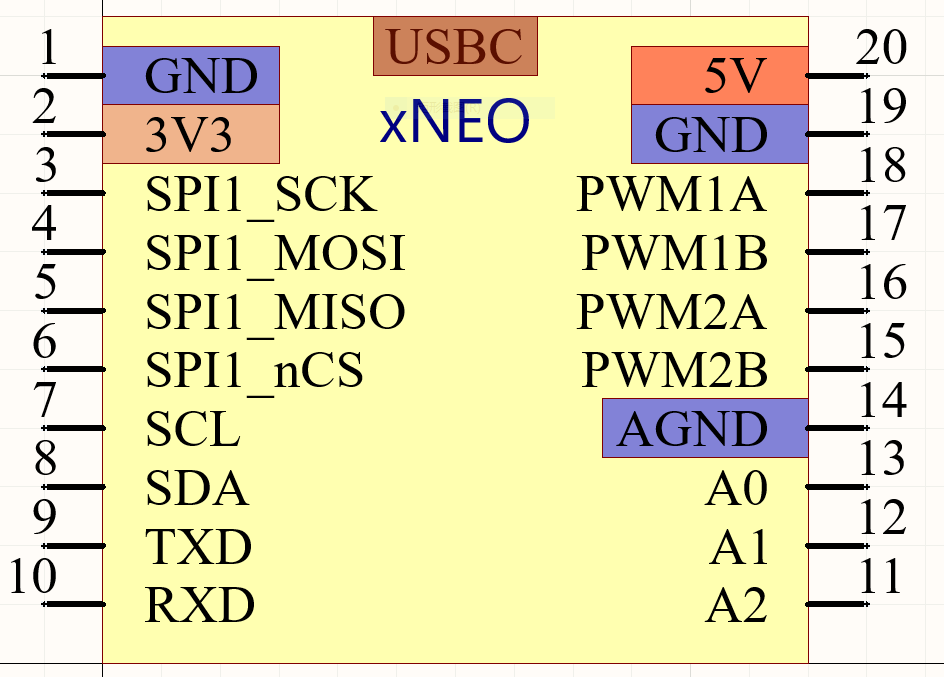 USBC
xNEO
1 GND
2 3V3
3 SPI1_SCK
4 SPI1_MOSI
5 SPI1_MISO
6 SPI1_nCS
7 SCL
8 SDA
9 TXD
10 RXD
5V 20
GND 19
PWM1A 18
PWM1B 17
PWM2A 16
PWM2B 15
AGND 14
A0 13
A1 12
A2 11